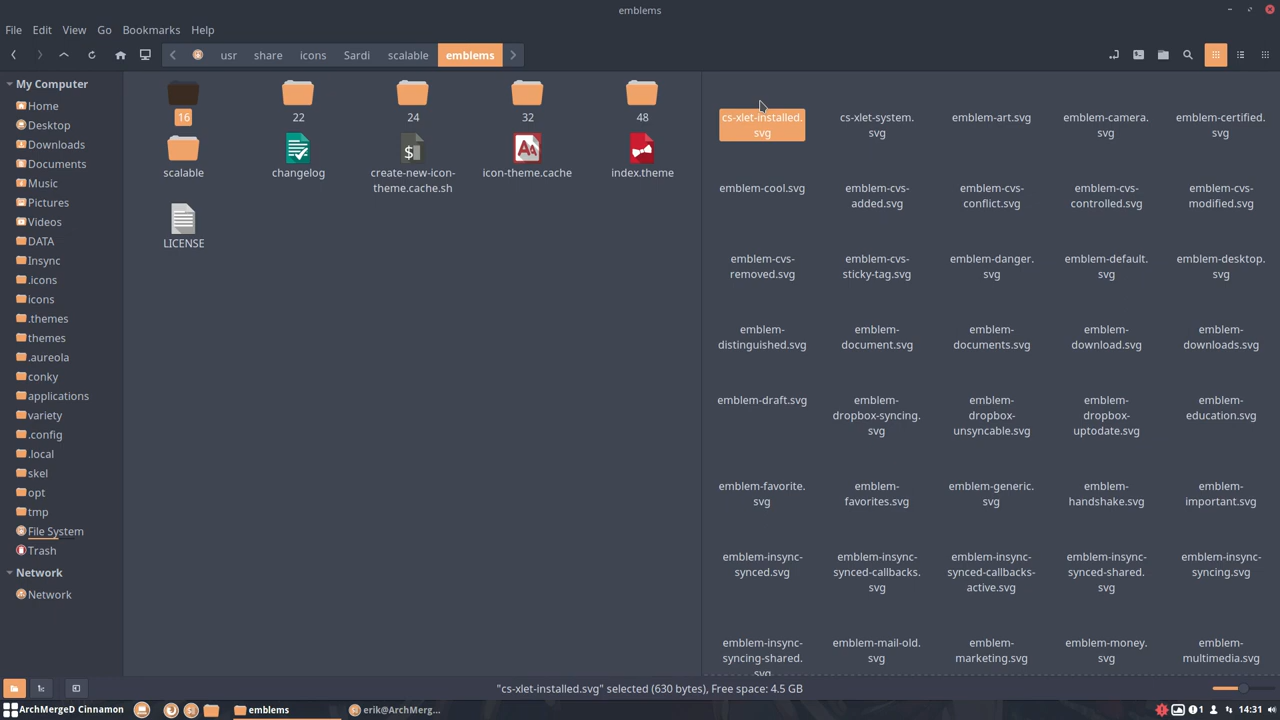 emblems
File Edit View Go Bookmarks Help
usr share icons Sardi scalable emblems
My Computer
Home
Desktop
Downloads
Documents
Music
Pictures
Videos
DATA
Insync
.icons
icons
.themes
themes
.aureola
conky
applications
variety
.config
.local
skel
opt
tmp
File System
Trash
Network
Network
16 22 24 32 48
scalable changelog create-new-icon- icon-theme.cache index.theme
theme.cache.sh
LICENSE
cs-xlet-installed. cs-xlet-system. emblem-art.svg emblem-camera. emblem-certified.
svg svg svg svg
emblem-cool.svg emblem-cvs- emblem-cvs- emblem-cvs- emblem-cvs-
added.svg conflict.svg controlled.svg modified.svg
emblem-cvs- emblem-cvs- emblem-danger. emblem-default. emblem-desktop.
removed.svg sticky-tag.svg svg svg svg
emblem- emblem- emblem- emblem- emblem-
distinguished.svg document.svg documents.svg download.svg downloads.svg
emblem-draft.svg emblem- emblem- emblem- emblem-
dropbox-syncing. dropbox- dropbox- education.svg
svg unsyncable.svg uptodate.svg
emblem-favorite. emblem- emblem-generic. emblem- emblem-
svg favorites.svg svg handshake.svg important.svg
emblem-insync- emblem-insync- emblem-insync- emblem-insync- emblem-insync-
synced.svg synced-callbacks. synced-callbacks- synced-shared. syncing.svg
svg active.svg svg
emblem-insync- emblem-mail-old. emblem- emblem-money. emblem-
syncing-shared. svg marketing.svg svg multimedia.svg
svg
"cs-xlet-installed.svg" selected (630 bytes), Free space: 4.5 GB
ArchMergeD Cinnamon emblems erik@ArchMerg... 1 14:31